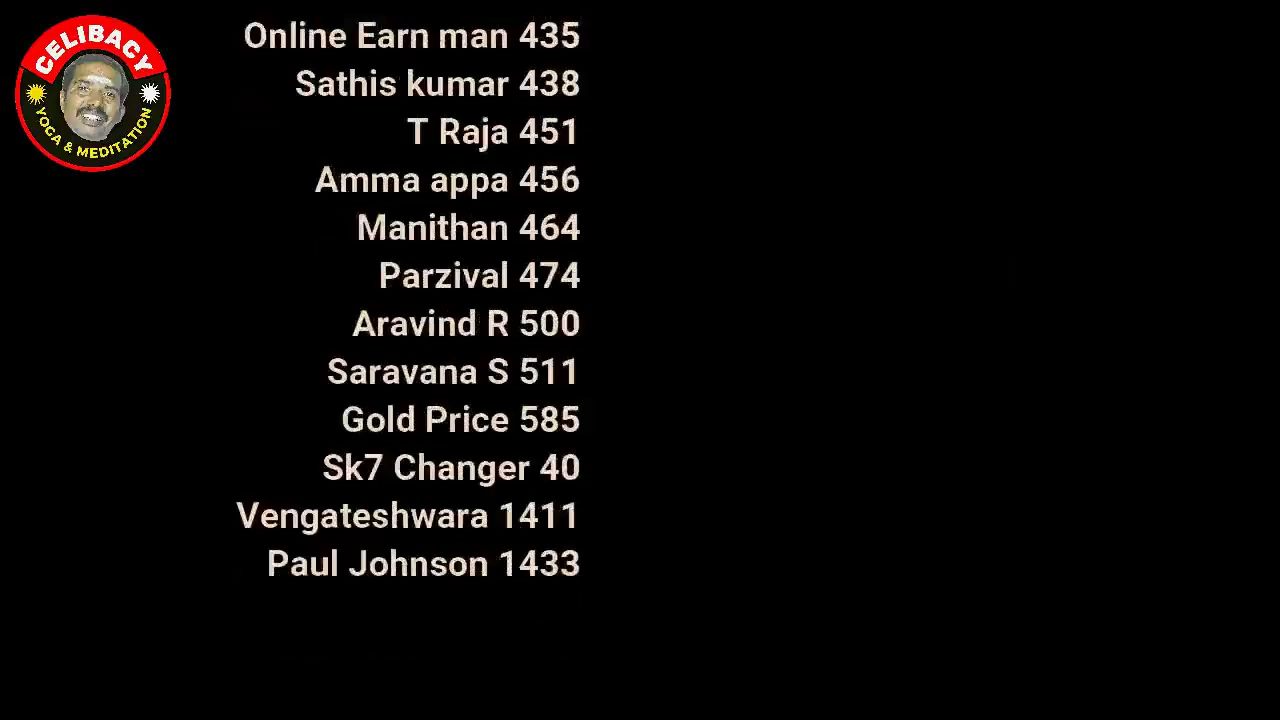 CELIBACY
YOGA & MEDITATION
Online Earn man 435
Sathis kumar 438
T Raja 451
Amma appa 456
Manithan 464
Parzival 474
Aravind R 500
Saravana S 511
Gold Price 585
Sk7 Changer 40
Vengateshwara 1411
Paul Johnson 1433